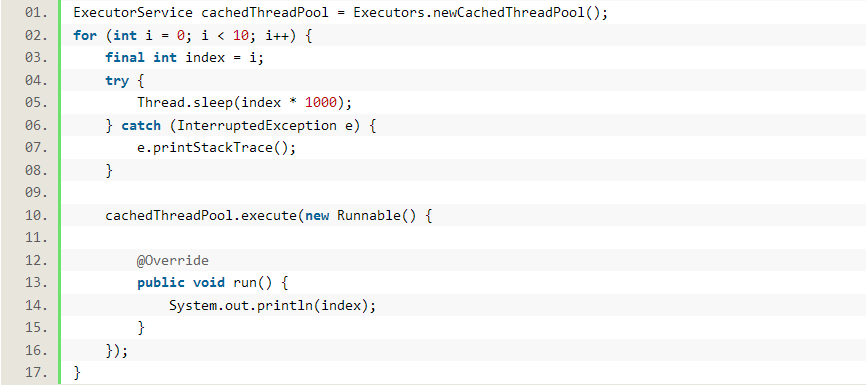 01. ExecutorService cachedThreadPool = Executors.newCachedThreadPool();
02. for (int i = 0; i < 10; i++) {
03.     final int index = i;
04.     try {
05.         Thread.sleep(index * 1000);
06.     } catch (InterruptedException e) {
07.         e.printStackTrace();
08.     }
09.
10.     cachedThreadPool.execute(new Runnable() {
11.
12.         @Override
13.         public void run() {
14.             System.out.println(index);
15.         }
16.     });
17. }